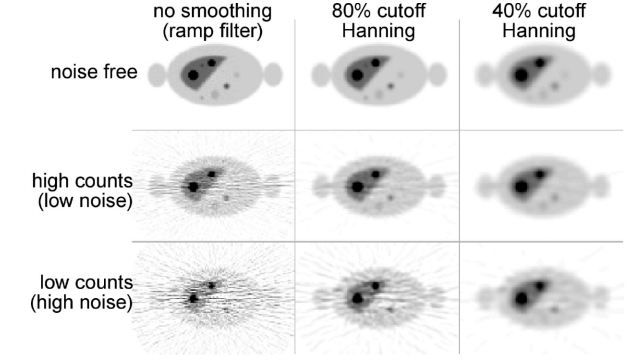 no smoothing
(ramp filter)
80% cutoff
Hanning
40% cutoff
Hanning
noise free
high counts
(low noise)
low counts
(high noise)